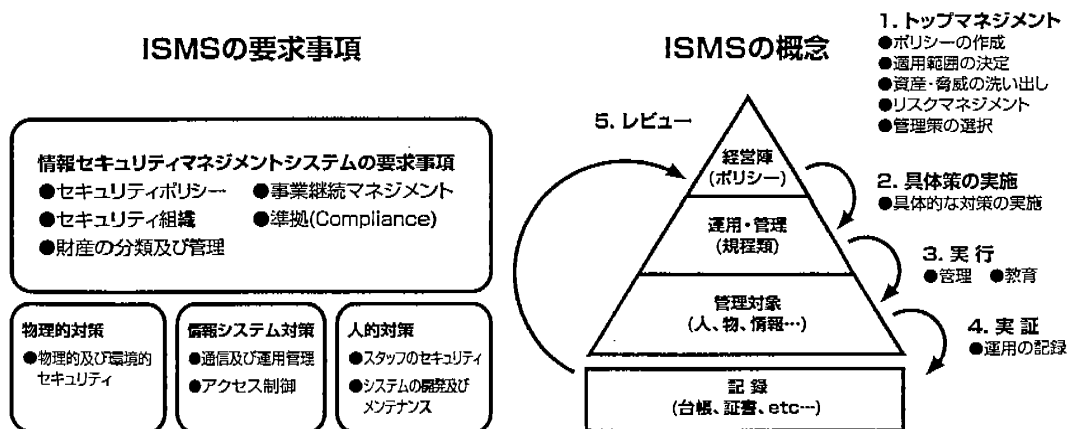 ISMSの要求事項
情報セキュリティマネジメントシステムの要求事項
●セキュリティポリシー ●事業継続マネジメント
●セキュリティ組織 ●準拠(Compliance)
●財産の分類及び管理
物理的対策
●物理的及び環境的
セキュリティ
情報システム対策
●通信及び運用管理
●アクセス制御
人的対策
●スタッフのセキュリティ
●システムの開発及び
メンテナンス
ISMSの概念
1. トップマネジメント
●ポリシーの作成
●適用範囲の決定
●資産・脅威の洗い出し
●リスクマネジメント
●管理策の選択
5. レビュー
経営陣
(ポリシー)
2. 具体策の実施
●具体的な対策の実施
運用・管理
(規程類)
3. 実行
●管理 ●教育
管理対象
(人、物、情報…)
4. 実証
●運用の記録
記録
(台帳、証書、etc…)